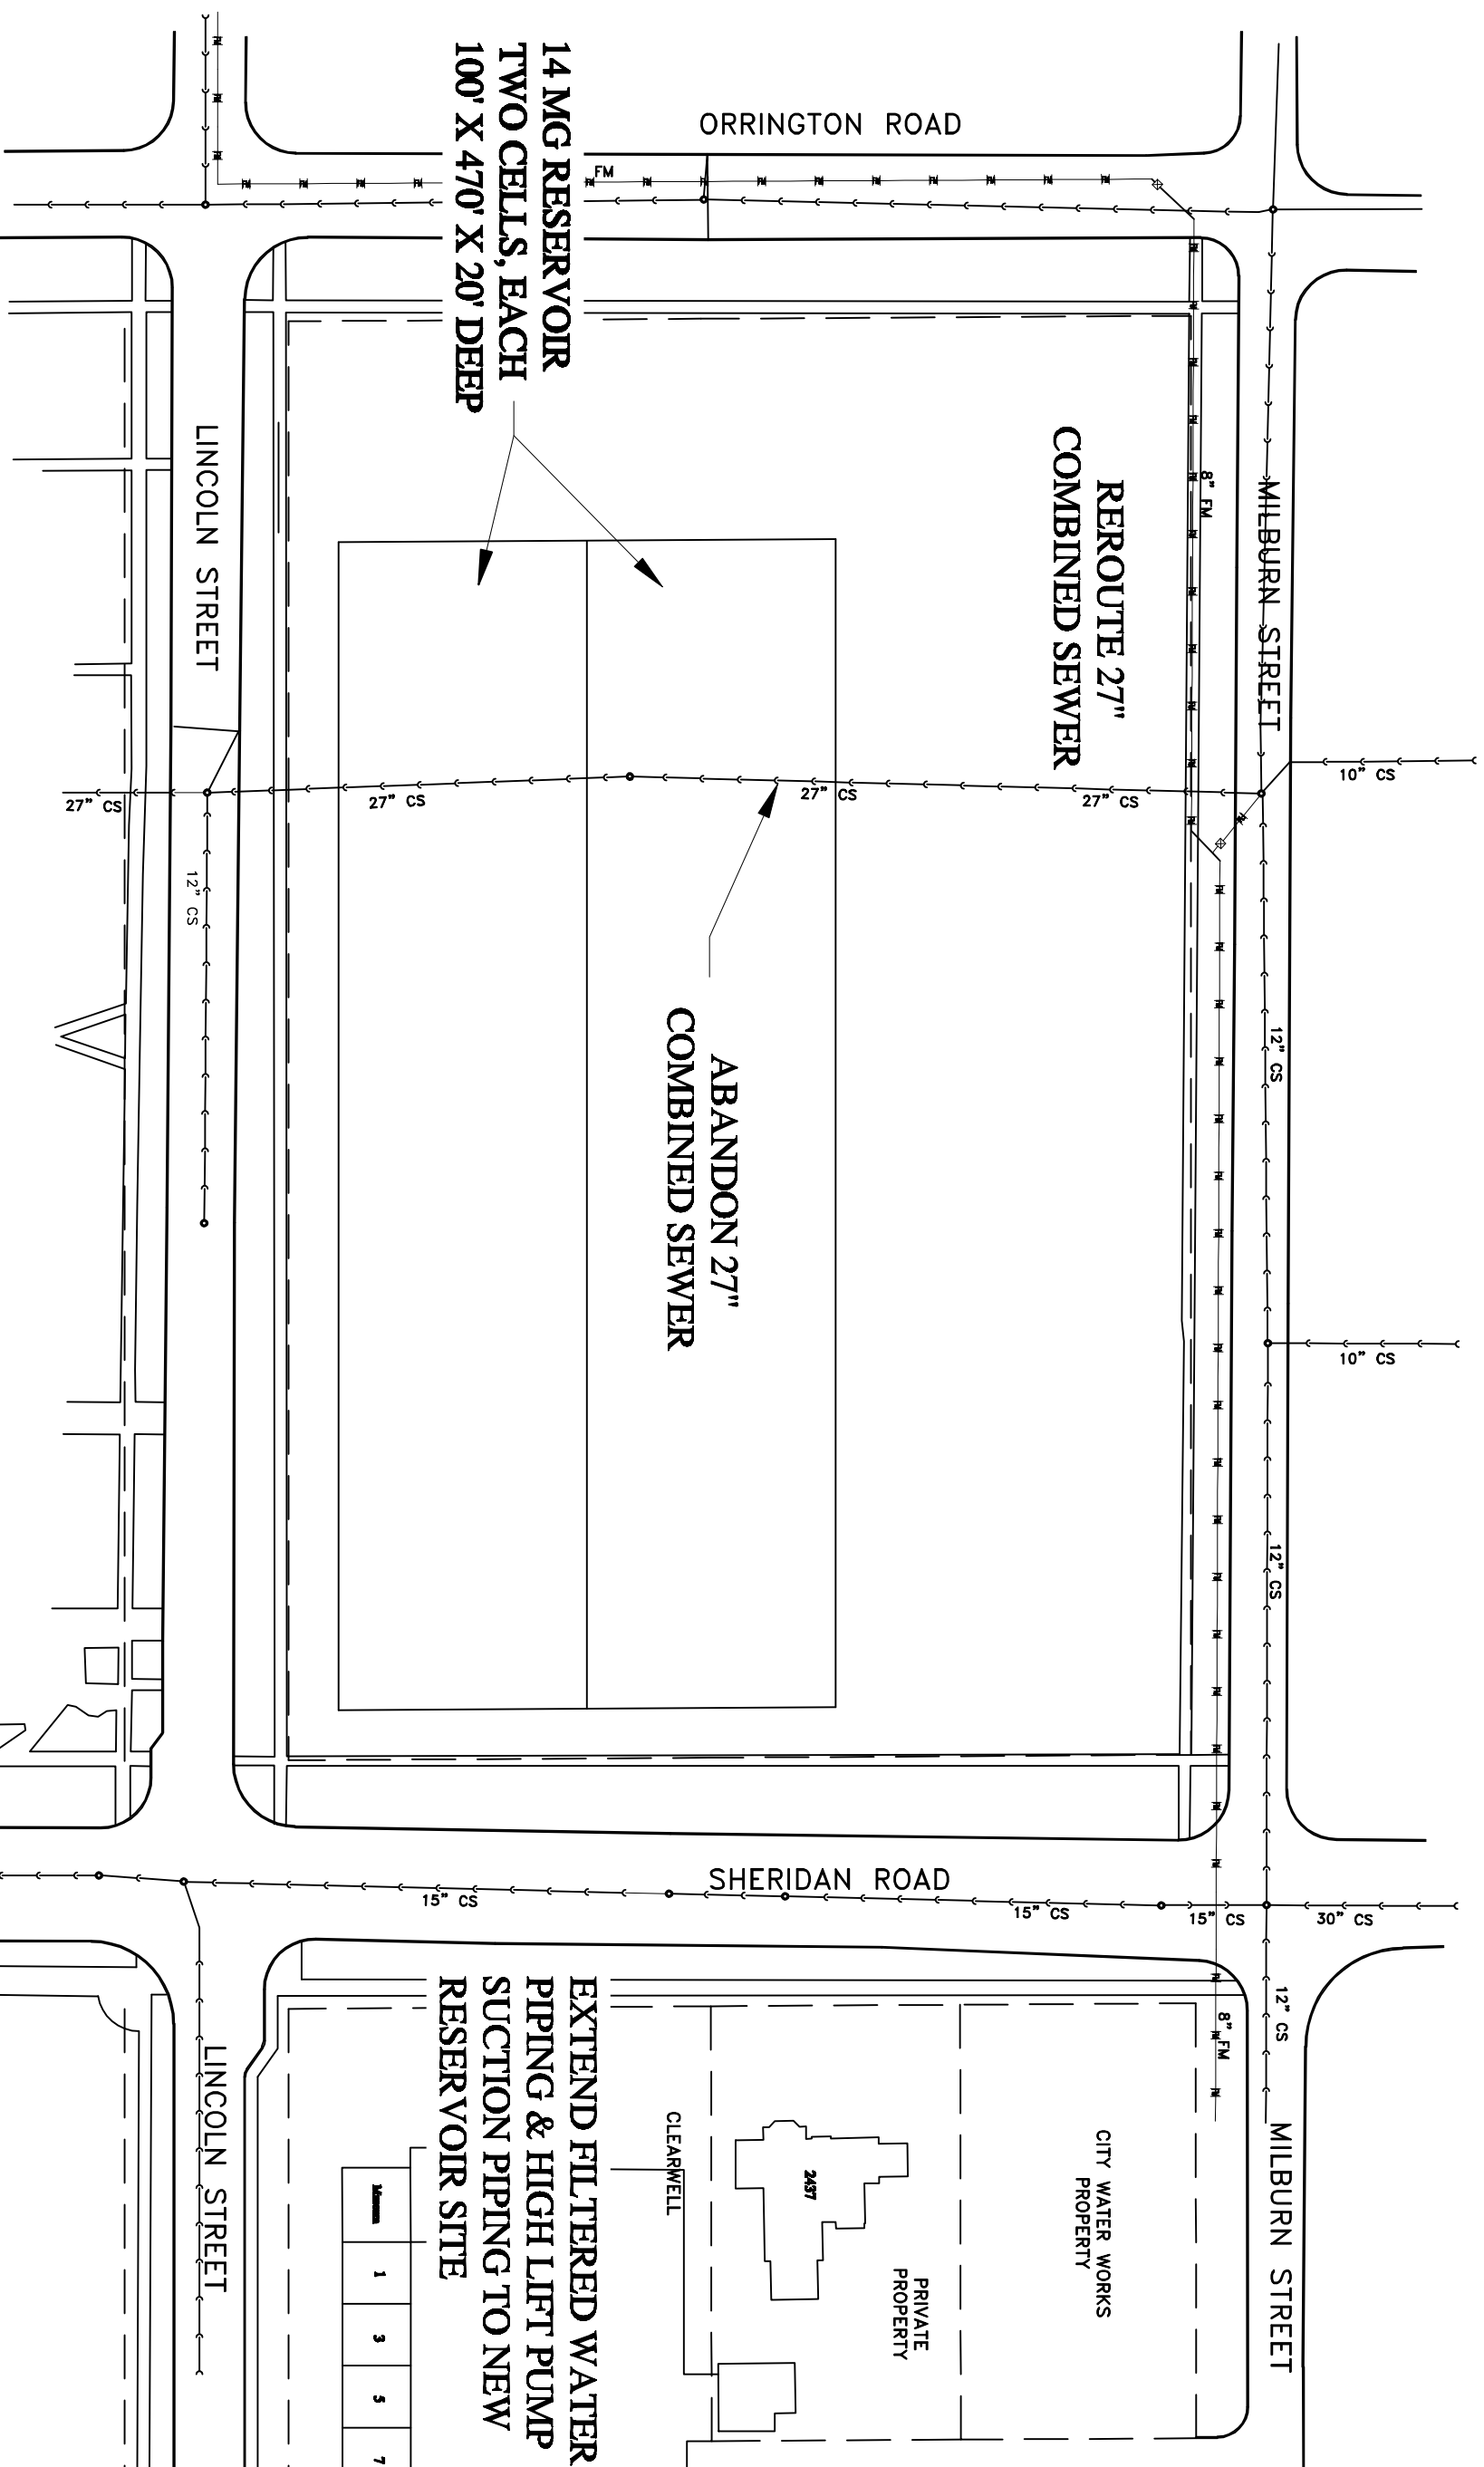 ORRINGTON ROAD
14 MG RESERVOIR
TWO CELLS, EACH
100' X 470' X 20' DEEP
FM
REROUTE 27"
COMBINED SEWER
8" FM
MILBURN STREET
LINCOLN STREET
10" CS
27" CS
27" CS
27" CS
27" CS
12" CS
ABANDON 27"
COMBINED SEWER
12" CS
10" CS
12" CS
SHERIDAN ROAD
15" CS
15" CS
15" CS
30" CS
12" CS
8" FM
EXTEND FILTERED WATER
PIPING & HIGH LIFT PUMP
SUCTION PIPING TO NEW
RESERVOIR SITE
LINCOLN STREET
CLEARWELL
2437
CITY WATER WORKS
PROPERTY
MILBURN STREET
PRIVATE
PROPERTY
1
3
5
7